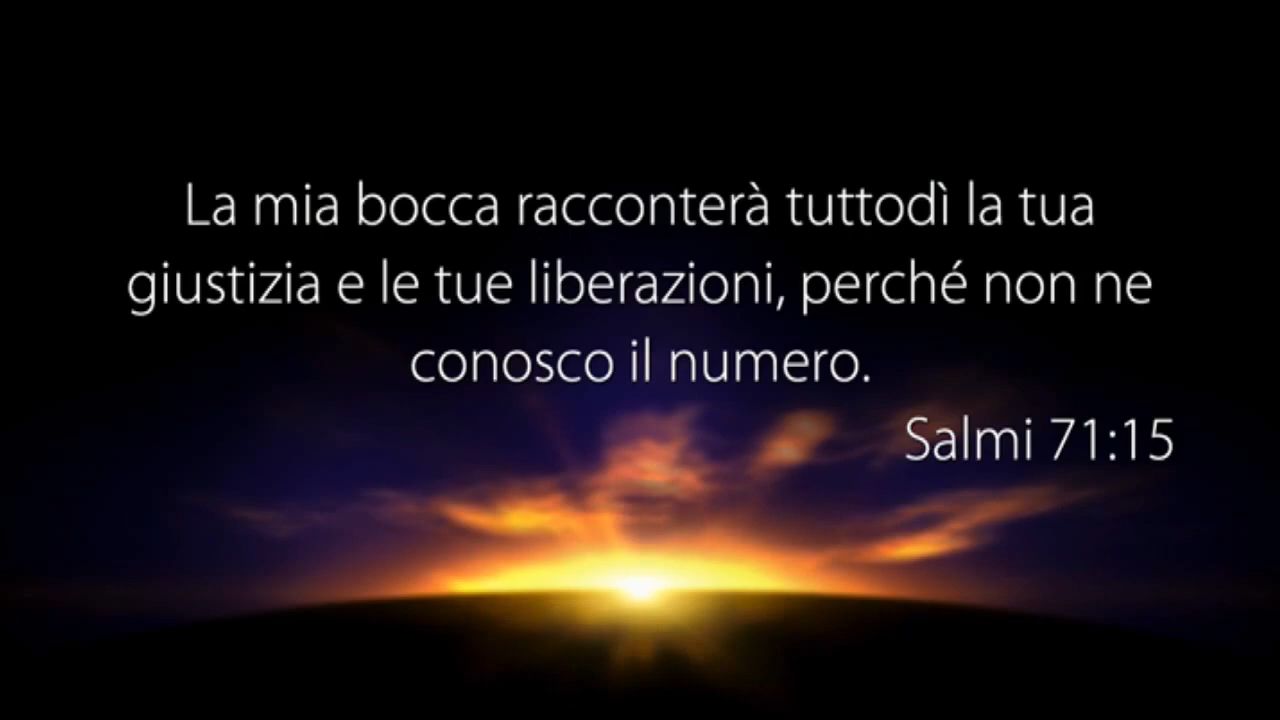 La mia bocca racconterà tuttodì la tua
giustizia e le tue liberazioni, perché non ne
conosco il numero.
Salmi 71:15